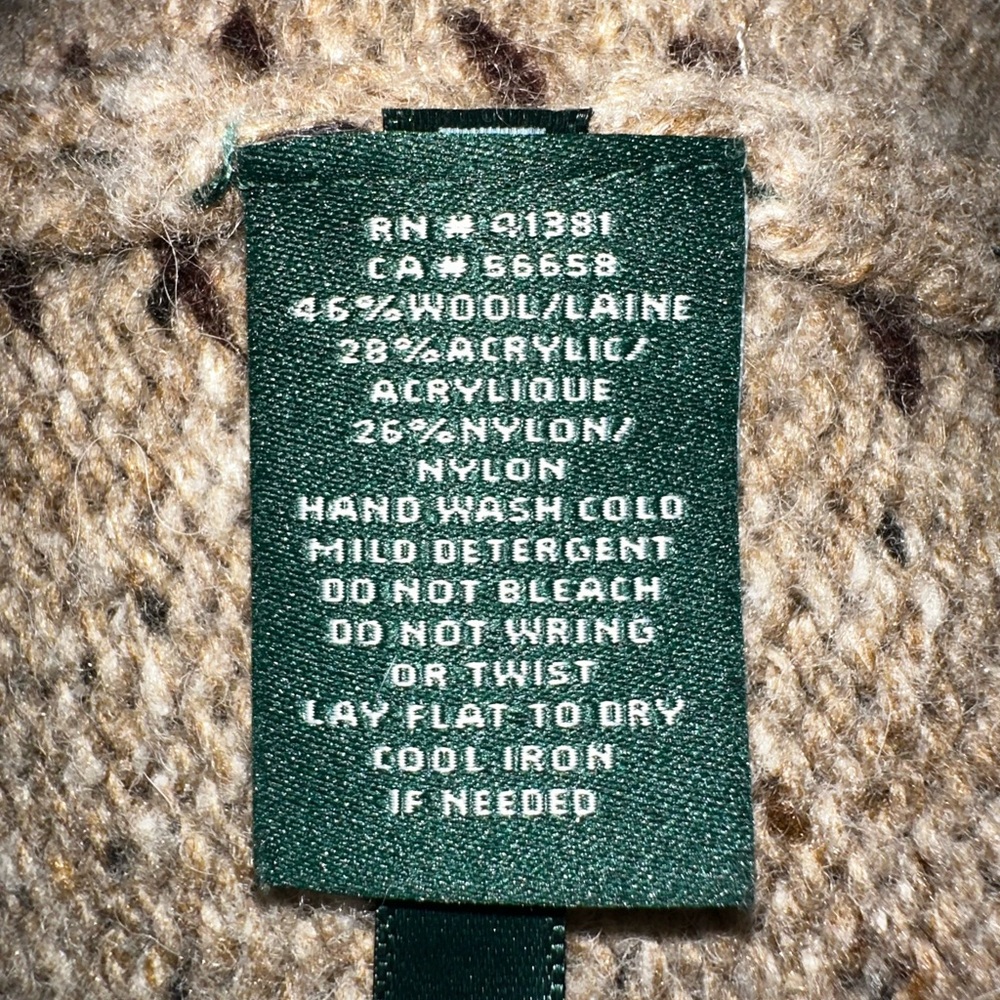 RN # 41381
CA # 56658
46% WOOL/LAINE
28% ACRYLIC/
ACRYLIQUE
26% NYLON/
NYLON
HAND WASH COLD
MILD DETERGENT
DO NOT BLEACH
DO NOT WRING
OR TWIST
LAY FLAT TO DRY
COOL IRON
IF NEEDED